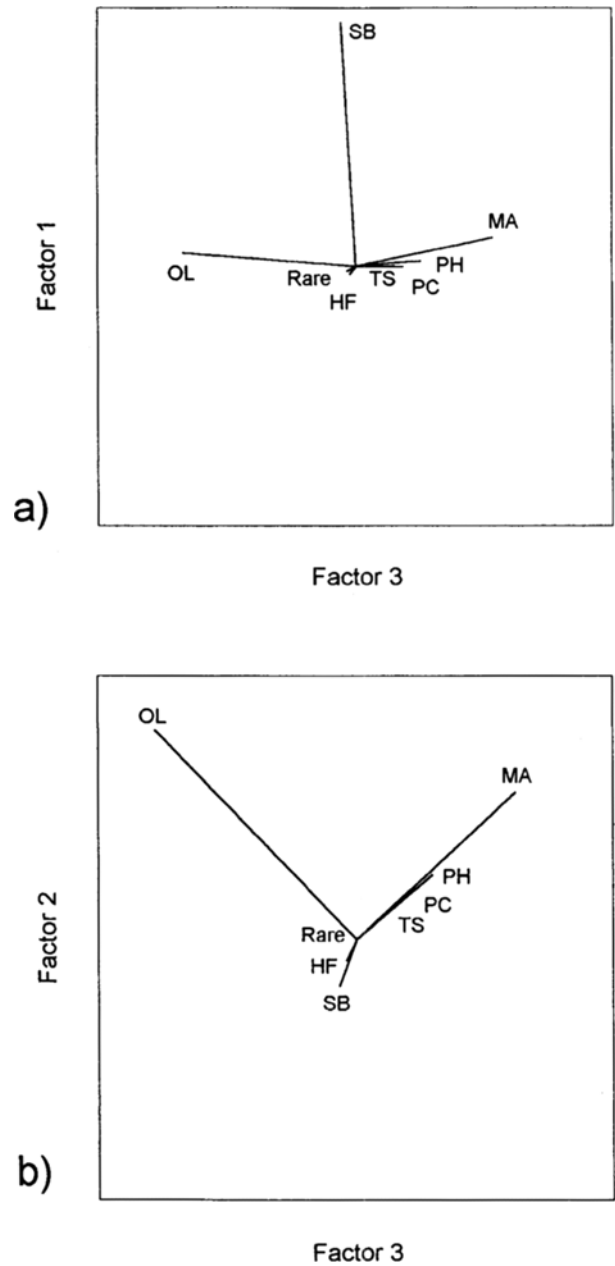 SB
MA
OL
Rare
TS
PH
HF
PC
Factor 1
a)
Factor 3
OL
MA
PH
PC
TS
Rare
HF
SB
Factor 2
b)
Factor 3